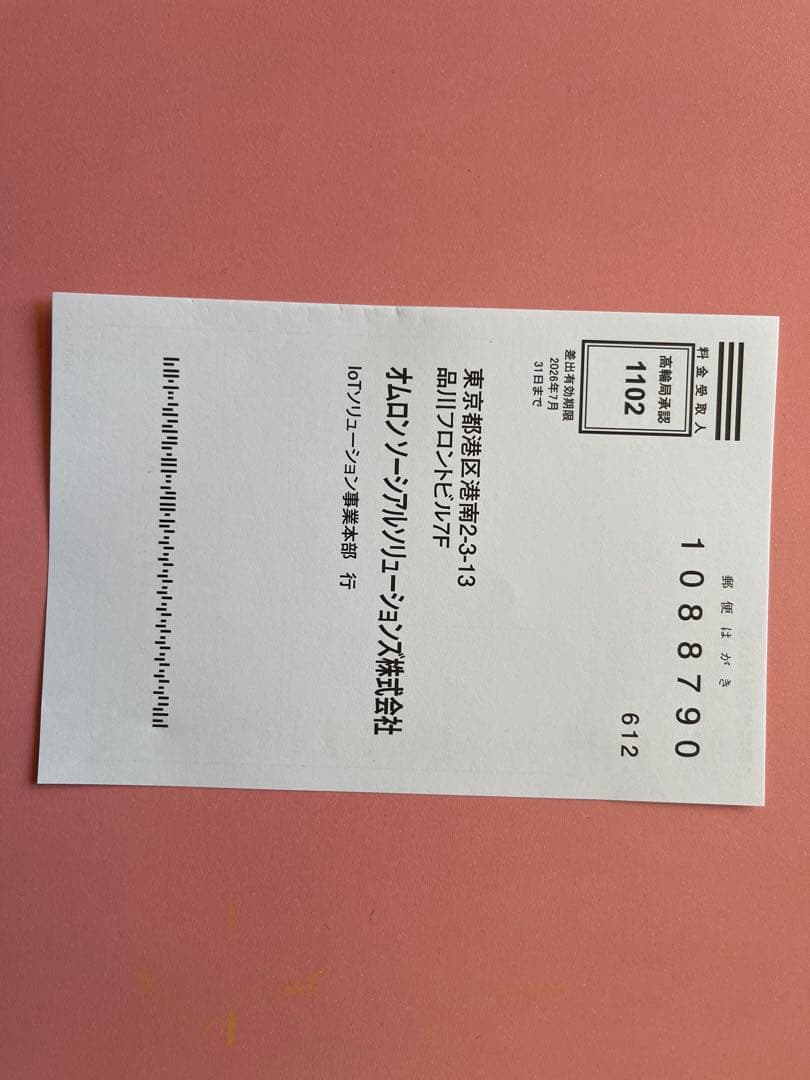 郵便はがき
1088790
612
料金受取人
高輪局承認
1102
差出有効期限
2026年7月
31日まで
東京都港区港南2-3-13
品川フロントビル7F
オムロン ソーシアルソリューションズ株式会社
IoTソリューション事業本部 行